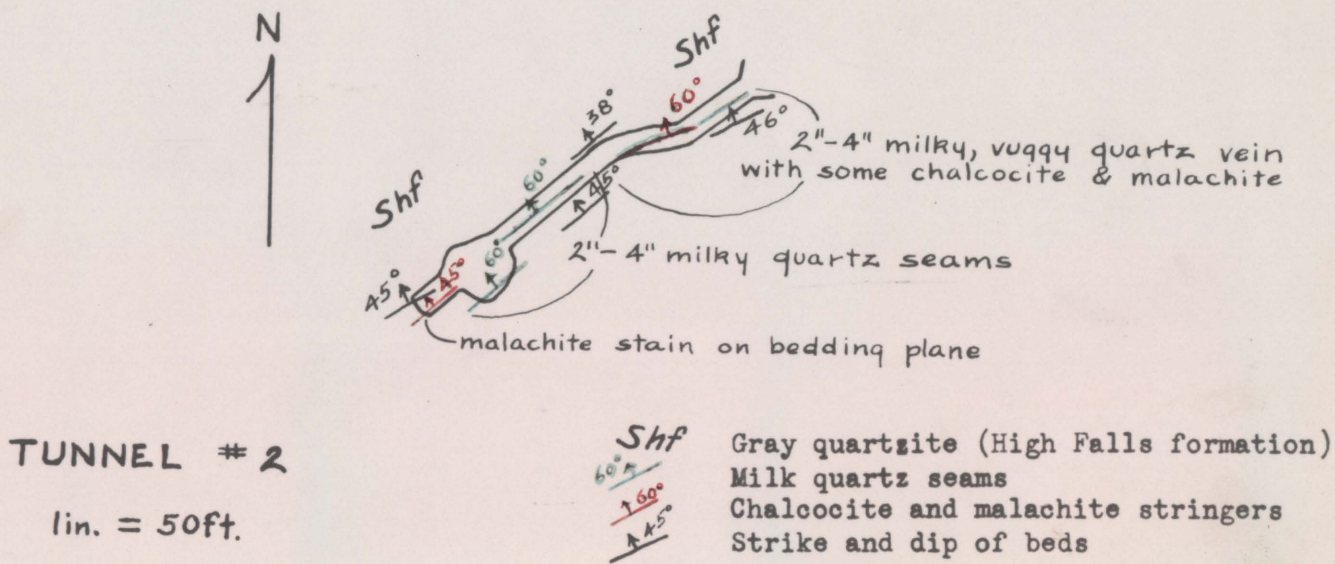 N
Shf
60°
38°
46°
2"-4" milky, vuggy quartz vein
with some chalcocite & malachite
60°
45°
Shf
60°
2"-4" milky quartz seams
45°
45°
malachite stain on bedding plane
TUNNEL #2
1in. = 50ft.
Shf Gray quartzite (High Falls formation)
60° Milk quartz seams
60° Chalcocite and malachite stringers
45° Strike and dip of beds